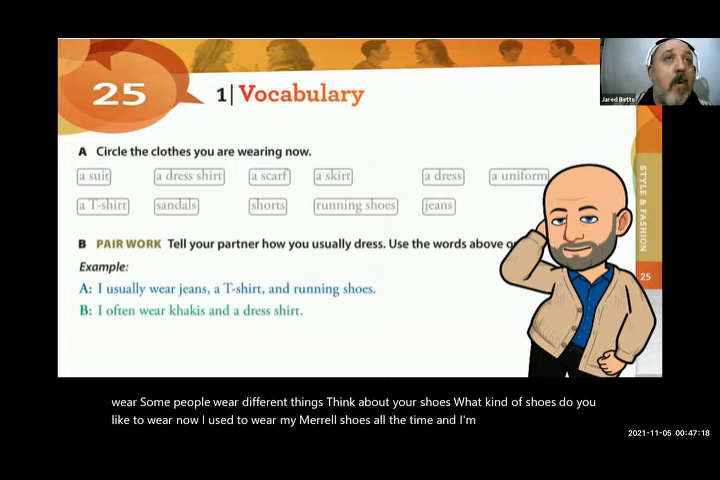 25
1 | Vocabulary
Jared Betts
A Circle the clothes you are wearing now.
a suit a dress shirt a scarf a skirt a dress a uniform
a T-shirt sandals shorts running shoes jeans
B PAIR WORK Tell your partner how you usually dress. Use the words above
Example:
A: I usually wear jeans, a T-shirt, and running shoes.
B: I often wear khakis and a dress shirt.
STYLE & FASHION
25
wear Some people wear different things Think about your shoes What kind of shoes do you
like to wear now I used to wear my Merrell shoes all the time and I'm
2021-11-05 00:47:18